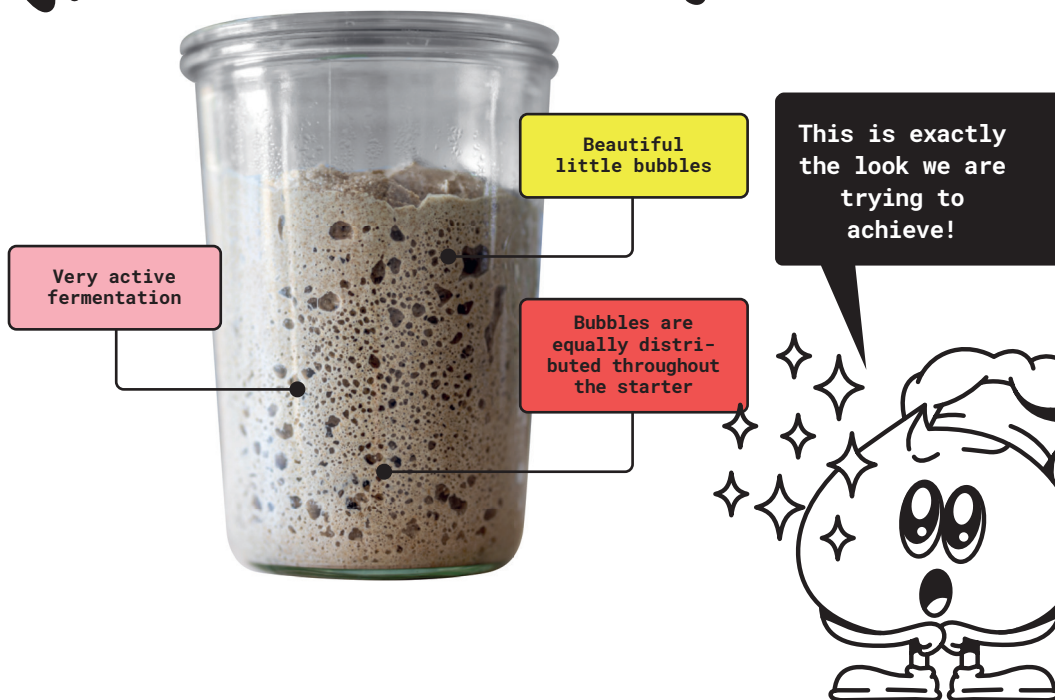 Beautiful
little bubbles
This is exactly
the look we are
trying to
achieve!
Very active
fermentation
Bubbles are
equally distri-
buted throughout
the starter